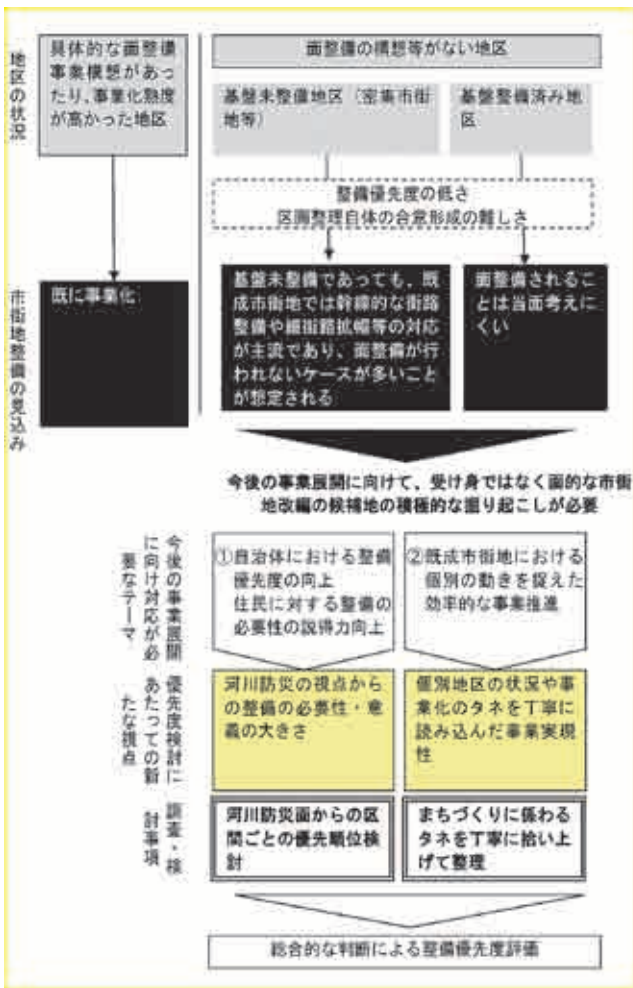 地区の状況
具体的な面整備
事業構想があっ
たり、事業化熟度
が高かった地区
面整備の構想等がない地区
基盤未整備地区（密集市街
地等）
基盤整備済み地
区
整備優先度の低さ
区画整理自体の合意形成の難しさ
市街地整備の見込み
既に事業化
基盤未整備であっても、既
成市街地では幹線的な街路
整備や細街路拡幅等の対応
が主流であり、面整備が行
われないケースが多いこと
が想定される
面整備されるこ
とは当面考えに
くい
今後の事業展開に向けて、受け身ではなく面的な市街
地改編の候補地の積極的な掘り起こしが必要
今後の事業展開
に向け対応が必
要なテーマ
①自治体における整備
優先度の向上
住民に対する整備の
必要性の説得力向上
②既成市街地における
個別の動きを捉えた
効率的な事業推進
優先度検討に
あたっての新
たな視点
河川防災の視点から
の整備の必要性・意
義の大きさ
個別地区の状況や事
業化のタネを丁寧に
読み込んだ事業実現
性
調査・検
討事項
河川防災面からの区
間ごとの優先順位検
討
まちづくりに係わる
タネを丁寧に拾い上
げて整理
総合的な判断による整備優先度評価